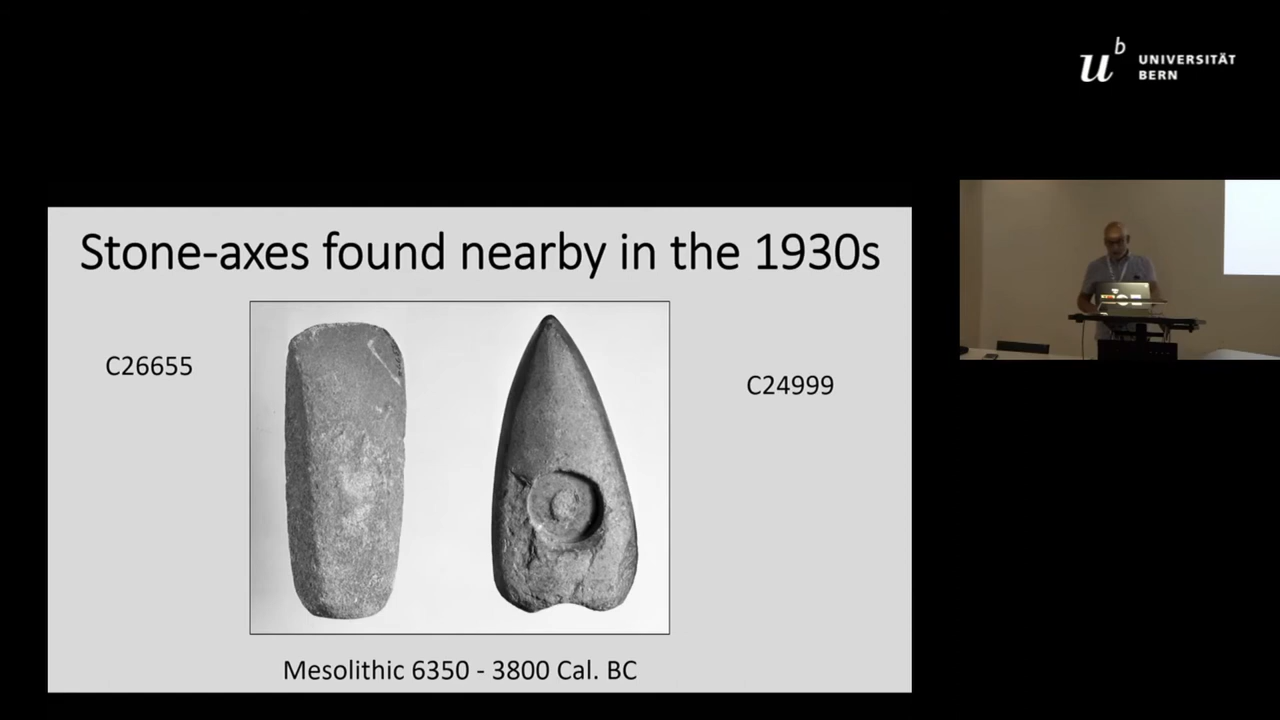 u^b UNIVERSITÄT
BERN
Stone-axes found nearby in the 1930s
C26655
C24999
Mesolithic 6350 - 3800 Cal. BC